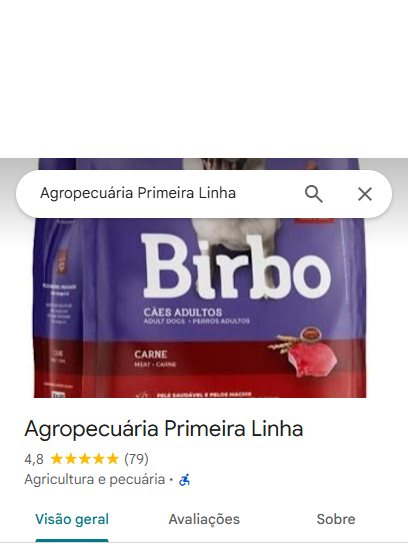 Agropecuária Primeira Linha
Birbo
CÃES ADULTOS
ADULT DOGS • PERROS ADULTOS
CARNE
MEAT • CARNE
PELE SAUDÁVEL E PELOS MACIOS
Agropecuária Primeira Linha
4,8 ★★★★★ (79)
Agricultura e pecuária ·
Visão geral
Avaliações
Sobre